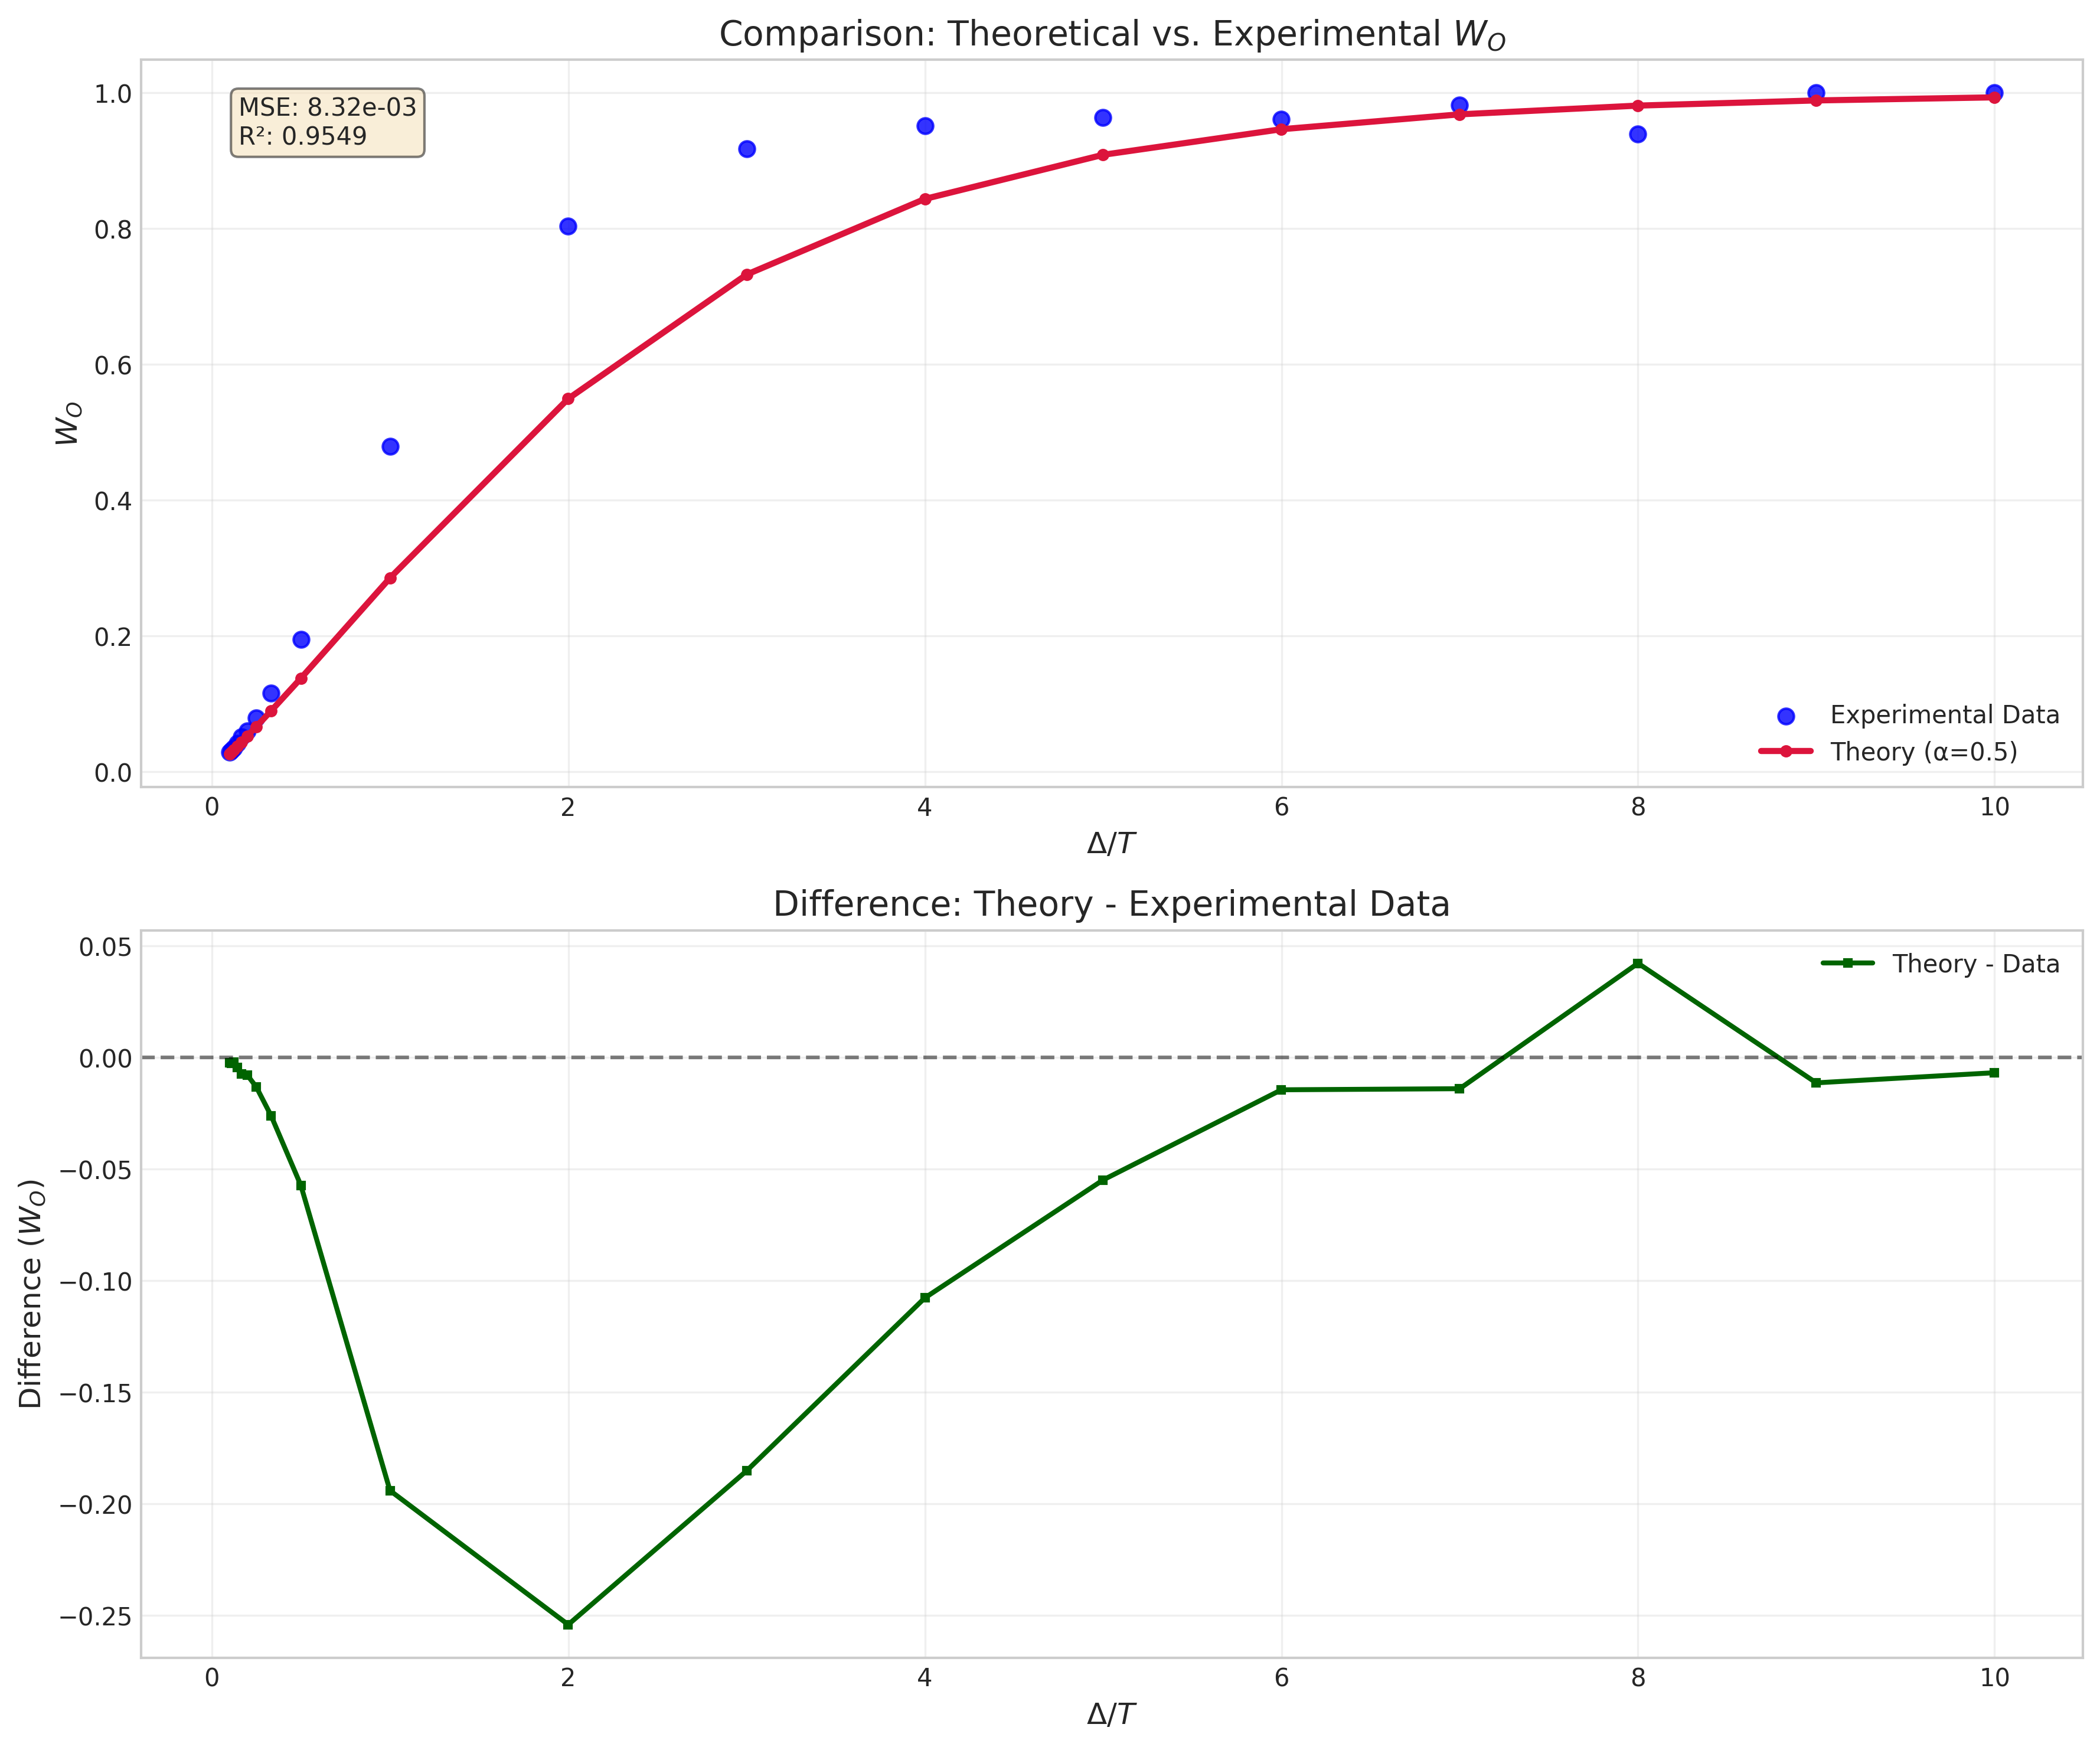 Comparison: Theoretical vs. Experimental W_O
MSE: 8.32e-03
R²: 0.9549
1.0
0.8
0.6
0.4
0.2
0.0
W_O
Experimental Data
Theory (α=0.5)
0 2 4 6 8 10
Δ/T
Difference: Theory - Experimental Data
Theory - Data
0.05
0.00
−0.05
−0.10
−0.15
−0.20
−0.25
Difference (W_O)
0 2 4 6 8 10
Δ/T